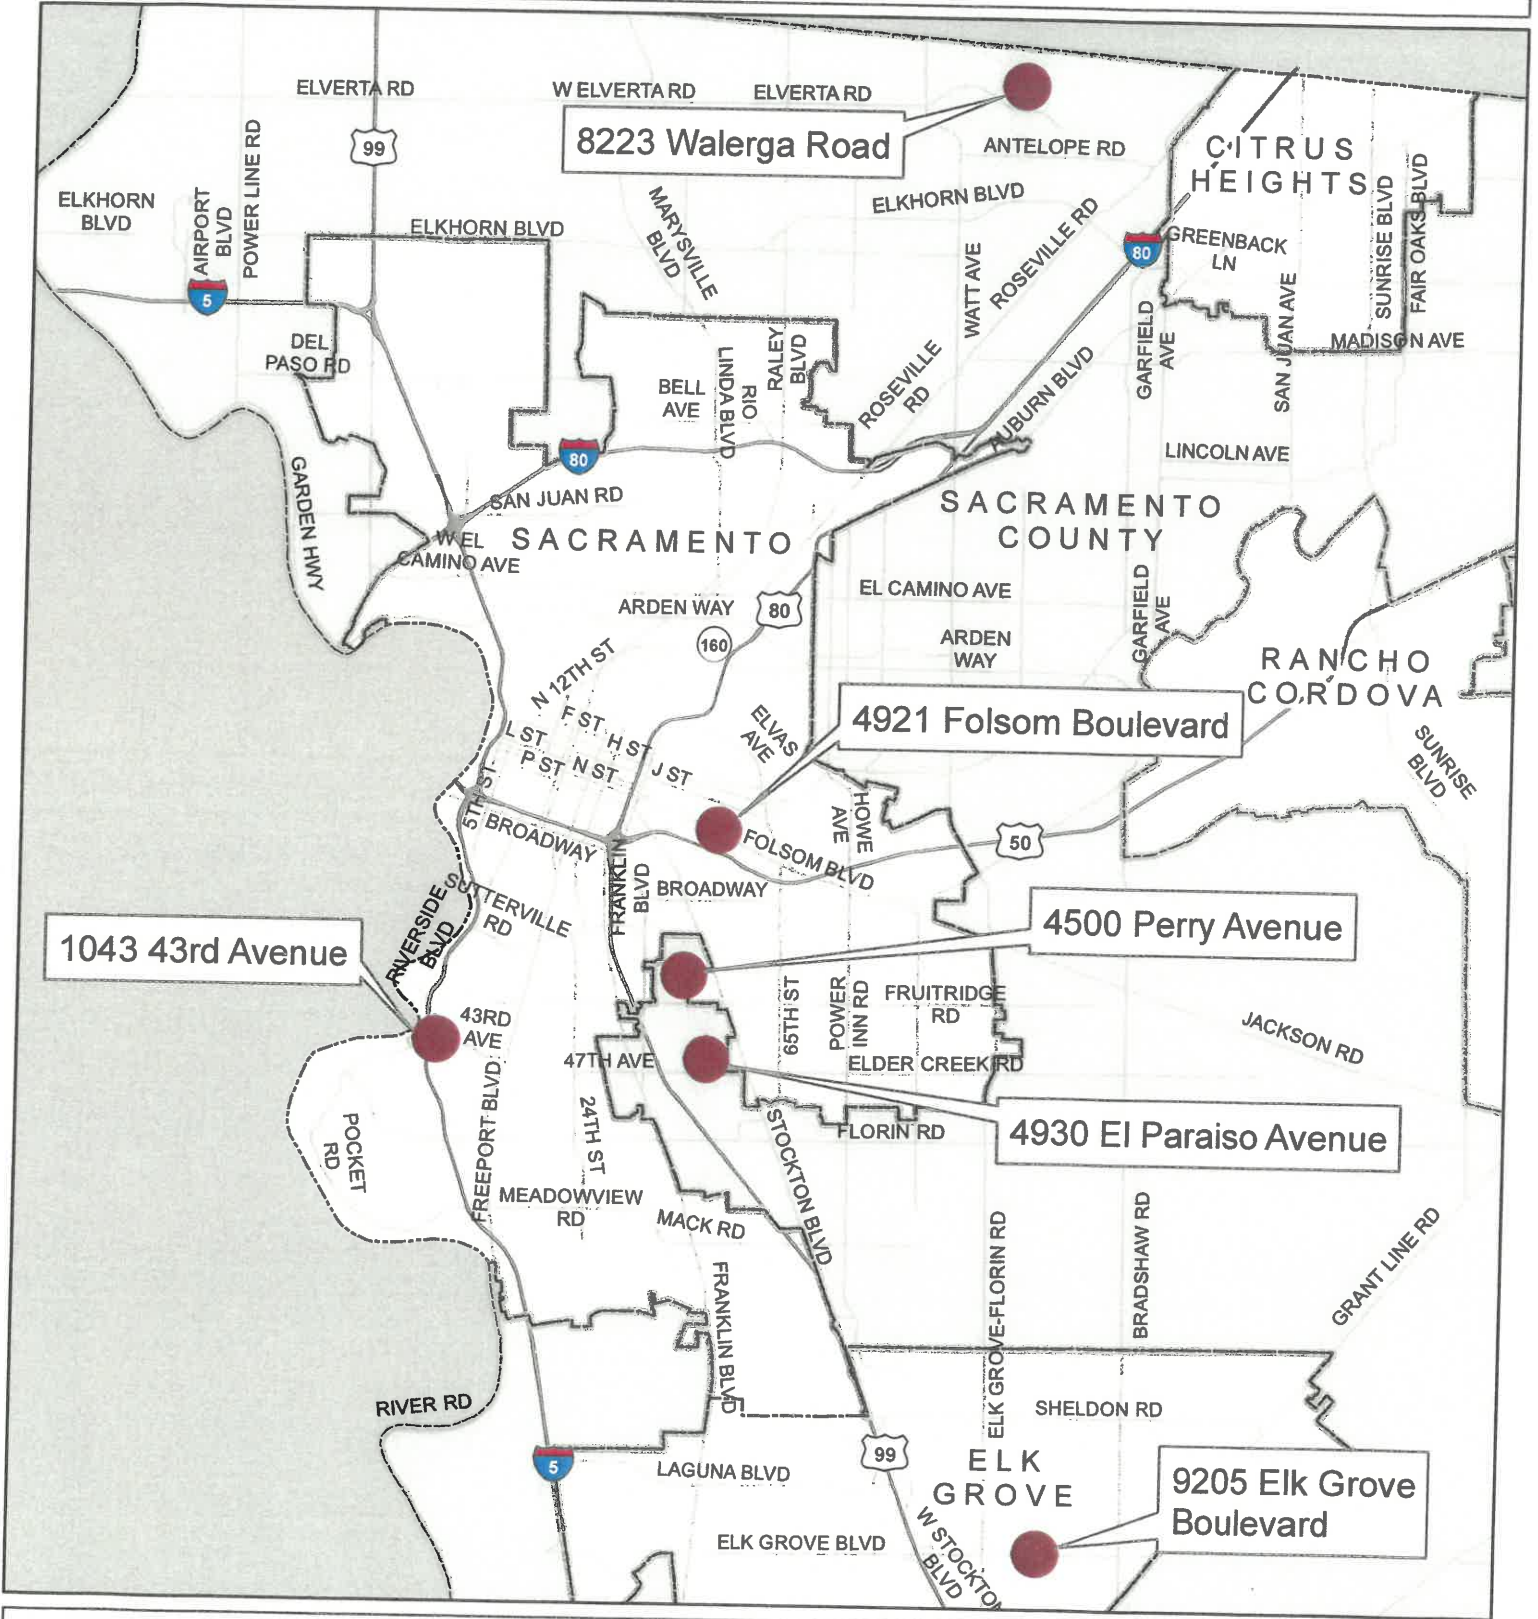 ELVERTA RD
W ELVERTA RD
ELVERTA RD
99
8223 Walerga Road
ANTELOPE RD
CITRUS
HEIGHTS
POWER LINE RD
ELKHORN
BLVD
AIRPORT
BLVD
ELKHORN BLVD
MARYSVILLE
BLVD
ELKHORN BLVD
ROSEVILLE RD
WATT AVE
80
GREENBACK
LN
SUNRISE BLVD
FAIR OAKS BLVD
5
SAN JUAN AVE
MADISON AVE
GARFIELD
AVE
DEL
PASO RD
BELL
AVE
RIO
LINDA BLVD
RALEY
BLVD
ROSEVILLE
RD
AUBURN BLVD
LINCOLN AVE
80
GARDEN HWY
SAN JUAN RD
SACRAMENTO
SACRAMENTO
COUNTY
W EL
CAMINO AVE
EL CAMINO AVE
ARDEN WAY
80
160
ARDEN
WAY
GARFIELD
AVE
RANCHO
CORDOVA
N 12TH ST
F ST
H ST
J ST
L ST
P ST
N ST
ELVAS
AVE
4921 Folsom Boulevard
SUNRISE
BLVD
5TH ST
BROADWAY
FOLSOM BLVD
HOWE
AVE
50
FRANKLIN
BLVD
BROADWAY
SUTTERVILLE
RD
RIVERSIDE
BLVD
1043 43rd Avenue
4500 Perry Avenue
43RD
AVE
47TH AVE
65TH ST
POWER
INN RD
FRUITRIDGE
RD
ELDER CREEK RD
JACKSON RD
4930 El Paraiso Avenue
FLORIN RD
POCKET
RD
FREEPORT BLVD
24TH ST
STOCKTON BLVD
MEADOWVIEW
RD
MACK RD
FRANKLIN BLVD
ELK GROVE-FLORIN RD
BRADSHAW RD
GRANT LINE RD
RIVER RD
SHELDON RD
5
99
LAGUNA BLVD
ELK
GROVE
9205 Elk Grove
Boulevard
ELK GROVE BLVD
W STOCKTON
BLVD